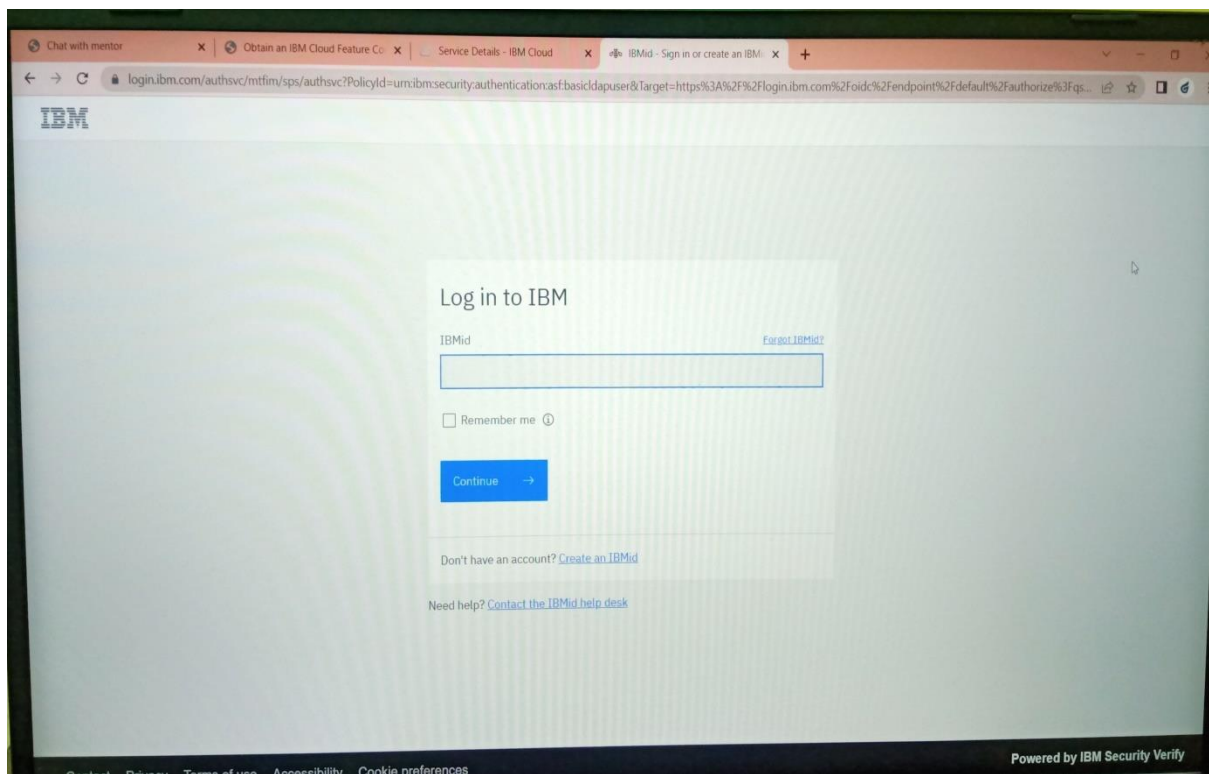 Chat with mentor
Obtain an IBM Cloud Feature Co
Service Details - IBM Cloud
IBMid - Sign in or create an IBM
login.ibm.com/authsvc/mtfim/sps/authsvc?PolicyId=urn:ibm:security:authentication:asf:basicldapuser&Target=https%3A%2F%2Flogin.ibm.com%2Foidc%2Fendpoint%2Fdefault%2Fauthorize%3Fqs...
IBM
Log in to IBM
IBMid Forgot IBMid?
Remember me
Continue →
Don't have an account? Create an IBMid
Need help? Contact the IBMid help desk
Powered by IBM Security Verify
Contact Privacy Terms of use Accessibility Cookie preferences